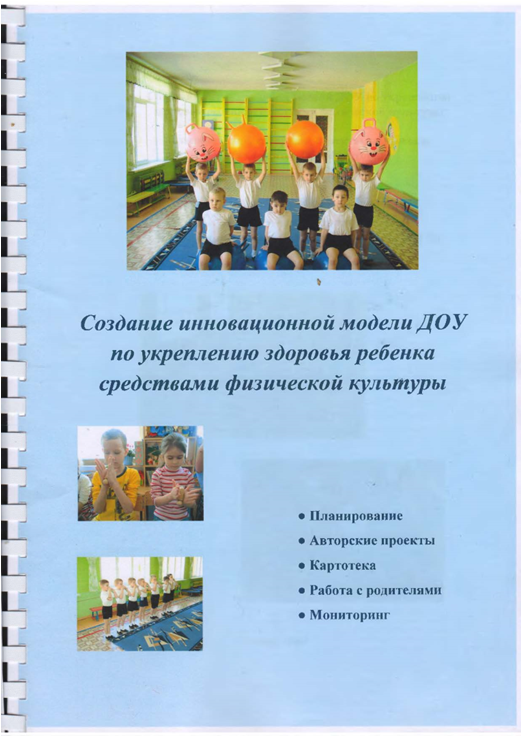 Создание инновационной модели ДОУ
по укреплению здоровья ребенка
средствами физической культуры
● Планирование
● Авторские проекты
● Картотека
● Работа с родителями
● Мониторинг